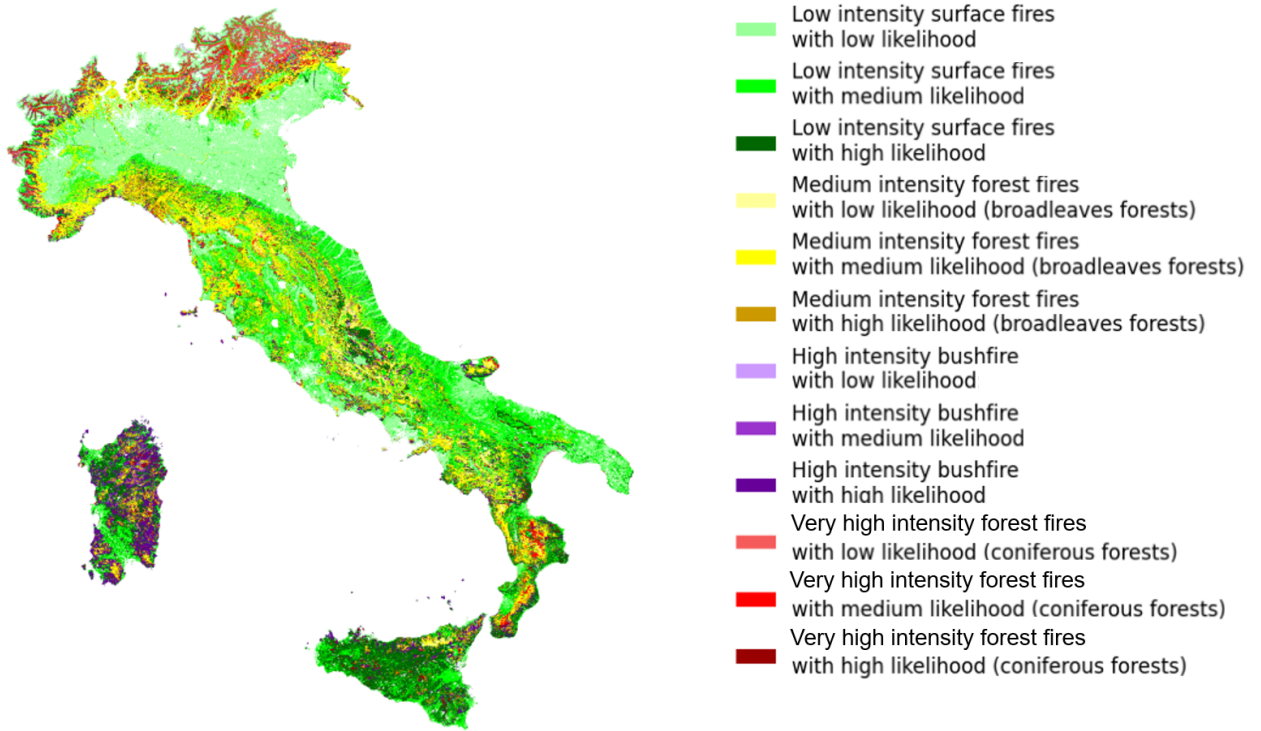 Low intensity surface fires
with low likelihood
Low intensity surface fires
with medium likelihood
Low intensity surface fires
with high likelihood
Medium intensity forest fires
with low likelihood (broadleaves forests)
Medium intensity forest fires
with medium likelihood (broadleaves forests)
Medium intensity forest fires
with high likelihood (broadleaves forests)
High intensity bushfire
with low likelihood
High intensity bushfire
with medium likelihood
High intensity bushfire
with high likelihood
Very high intensity forest fires
with low likelihood (coniferous forests)
Very high intensity forest fires
with medium likelihood (coniferous forests)
Very high intensity forest fires
with high likelihood (coniferous forests)